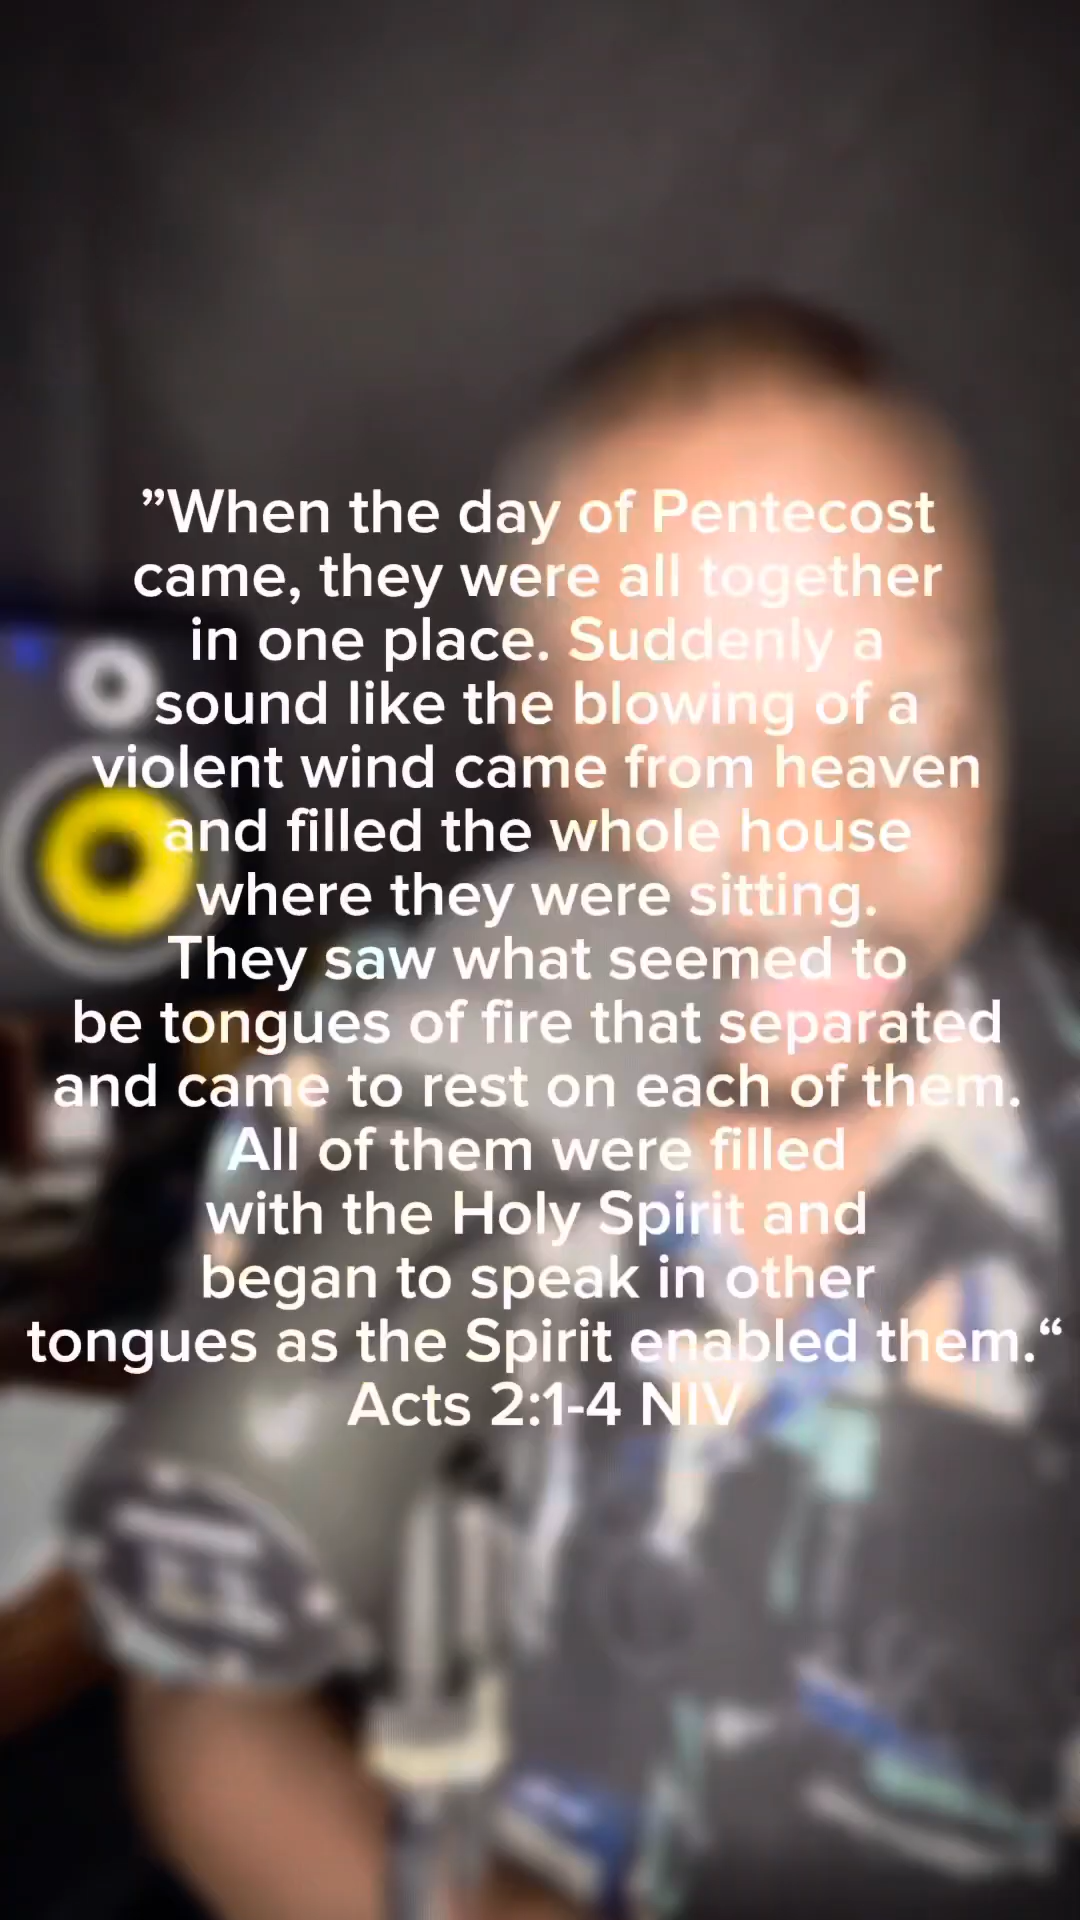 ”When the day of Pentecost
came, they were all together
in one place. Suddenly a
sound like the blowing of a
violent wind came from heaven
and filled the whole house
where they were sitting.
They saw what seemed to
be tongues of fire that separated
and came to rest on each of them.
All of them were filled
with the Holy Spirit and
began to speak in other
tongues as the Spirit enabled them.“
Acts 2:1-4 NIV